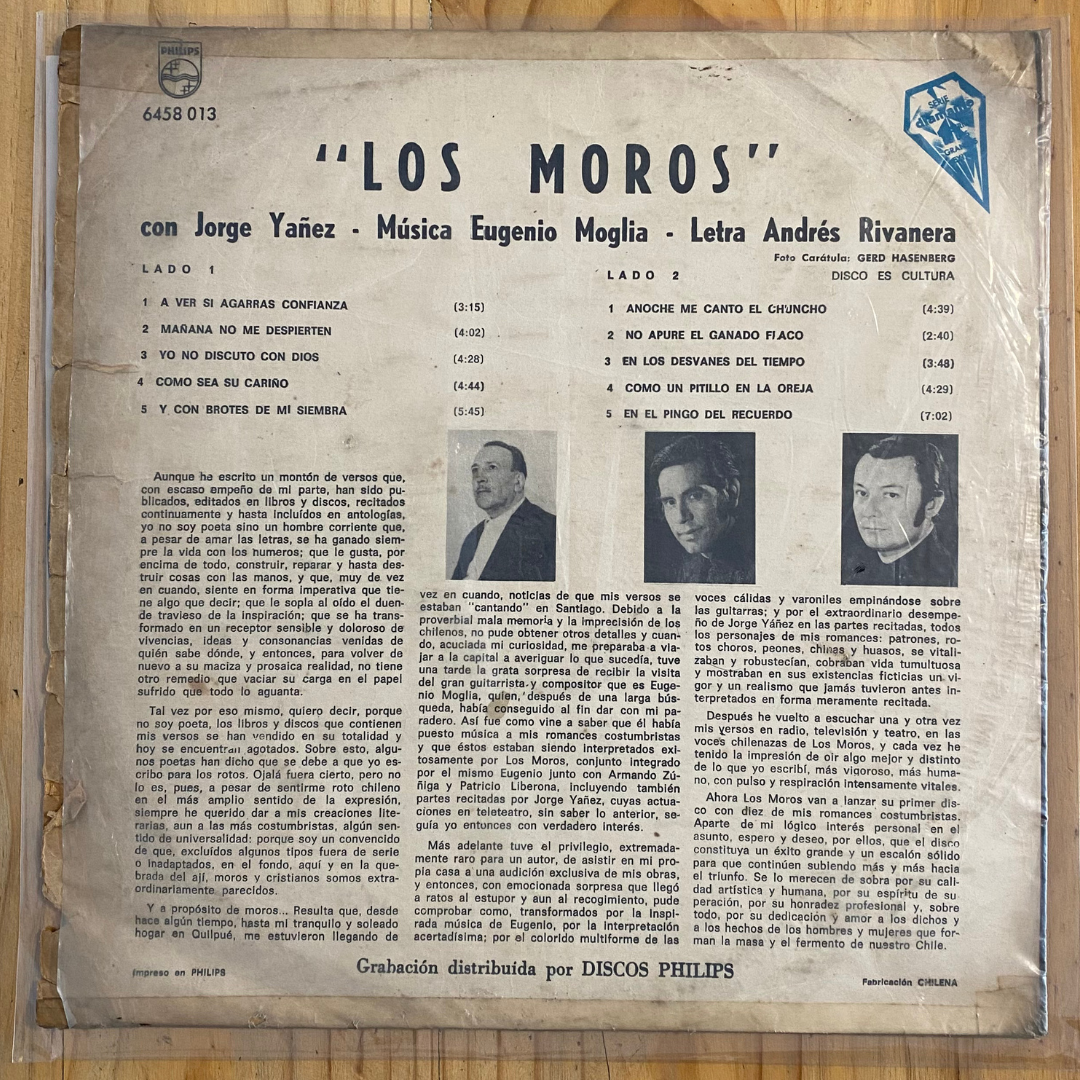 PHILIPS
6458 013
SERIE
diamante
"LOS MOROS"
con Jorge Yañez - Música Eugenio Moglia - Letra Andrés Rivanera
Foto Carátula: GERD HASENBERG
DISCO ES CULTURA
LADO 1
1 A VER SI AGARRAS CONFIANZA (3:15)
2 MAÑANA NO ME DESPIERTEN (4:02)
3 YO NO DISCUTO CON DIOS (4:28)
4 COMO SEA SU CARIÑO (4:44)
5 Y CON BROTES DE MI SIEMBRA (5:45)
LADO 2
1 ANOCHE ME CANTO EL CHUNCHO (4:39)
2 NO APURE EL GANADO FLACO (2:40)
3 EN LOS DESVANES DEL TIEMPO (3:48)
4 COMO UN PITILLO EN LA OREJA (4:29)
5 EN EL PINGO DEL RECUERDO (7:02)
Aunque ha escrito un montón de versos que,
con escaso empeño de mi parte, han sido pu-
blicados, editados en libros y discos, recitados
continuamente y hasta incluídos en antologías,
yo no soy poeta sino un hombre corriente que,
a pesar de amar las letras, se ha ganado siem-
pre la vida con los humeros; que le gusta, por
encima de todo, construir, reparar y hasta des-
truir cosas con las manos, y que, muy de vez
en cuando, siente en forma imperativa que tie-
ne algo que decir; que le sopla al oído el duen-
de travieso de la inspiración; que se ha trans-
formado en un receptor sensible y doloroso de
vivencias, ideas y consonancias venidas de
quién sabe dónde, y entonces, para volver de
nuevo a su maciza y prosaica realidad, no tiene
otro remedio que vaciar su carga en el papel
sufrido que todo lo aguanta.
Tal vez por eso mismo, quiero decir, porque
no soy poeta, los libros y discos que contienen
mis versos se han vendido en su totalidad y
hoy se encuentran agotados. Sobre esto, algu-
nos poetas han dicho que se debe a que yo es-
cribo para los rotos. Ojalá fuera cierto, pero no
lo es, pues, a pesar de sentirme roto chileno
en el más amplio sentido de la expresión,
siempre he querido dar a mis creaciones lite-
rarias, aun a las más costumbristas, algún sen-
tido de universalidad: porque soy un convencido
de que, excluídos algunos tipos fuera de serie
o inadaptados, en el fondo, aquí y en la que-
brada del ají, moros y cristianos somos extra-
ordinariamente parecidos.
Y a propósito de moros... Resulta que, desde
hace algún tiempo, hasta mi tranquilo y soleado
hogar en Quilpué, me estuvieron llegando de
vez en cuando, noticias de que mis versos se
estaban "cantando" en Santiago. Debido a la
proverbial mala memoria y la imprecisión de los
chilenos, no pude obtener otros detalles y cuan-
do, acuciada mi curiosidad, me preparaba a via-
jar a la capital a averiguar lo que sucedía, tuve
una tarde la grata sorpresa de recibir la visita
del gran guitarrista y compositor que es Euge-
nio Moglia, quien, después de una larga bús-
queda, había conseguido al fin dar con mi pa-
radero. Así fue como vine a saber que él había
puesto música a mis romances costumbristas
y que éstos estaban siendo interpretados exi-
tosamente por Los Moros, conjunto integrado
por el mismo Eugenio junto con Armando Zú-
ñiga y Patricio Liberona, incluyendo también
partes recitadas por Jorge Yañez, cuyas actua-
ciones en teleteatro, sin saber lo anterior, se-
guía yo entonces con verdadero interés.
Más adelante tuve el privilegio, extremada-
mente raro para un autor, de asistir en mi pro-
pia casa a una audición exclusiva de mis obras,
y entonces, con emocionada sorpresa que llegó
a ratos al estupor y aun al recogimiento, pude
comprobar como, transformados por la inspi-
rada música de Eugenio, por la interpretación
acertadísima; por el colorido multiforme de las
voces cálidas y varoniles empinándose sobre
las guitarras; y por el extraordinario desempe-
ño de Jorge Yáñez en las partes recitadas, todos
los personajes de mis romances: patrones, ro-
tos choros, peones, chinas y huasos, se vitali-
zaban y robustecían, cobraban vida tumultuosa
y mostraban en sus existencias ficticias un vi-
gor y un realismo que jamás tuvieron antes in-
terpretados en forma meramente recitada.
Después he vuelto a escuchar una y otra vez
mis versos en radio, televisión y teatro, en las
voces chilenazas de Los Moros, y cada vez he
tenido la impresión de oir algo mejor y distinto
de lo que yo escribí, más vigoroso, más huma-
no, con pulso y respiración intensamente vitales.
Ahora Los Moros van a lanzar su primer dis-
co con diez de mis romances costumbristas.
Aparte de mi lógico interés personal en el
asunto, espero y deseo, por ellos, que el disco
constituya un éxito grande y un escalón sólido
para que continúen subiendo más y más hacia
el triunfo. Se lo merecen de sobra por su cali-
dad artística y humana, por su espíritu de su-
peración, por su honradez profesional y, sobre
todo, por su dedicación y amor a los dichos y
a los hechos de los hombres y mujeres que for-
man la masa y el fermento de nuestro Chile.
Impreso en PHILIPS
Grabación distribuída por DISCOS PHILIPS
Fabricación CHILENA